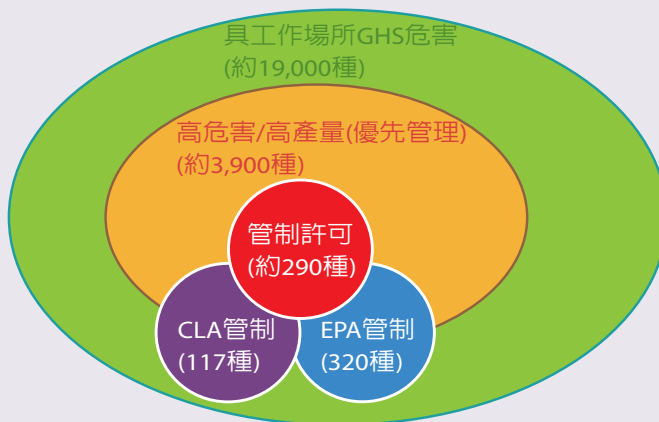 具工作場所GHS危害
(約19,000種)
高危害/高產量(優先管理)
(約3,900種)
管制許可
(約290種)
CLA管制
(117種)
EPA管制
(320種)